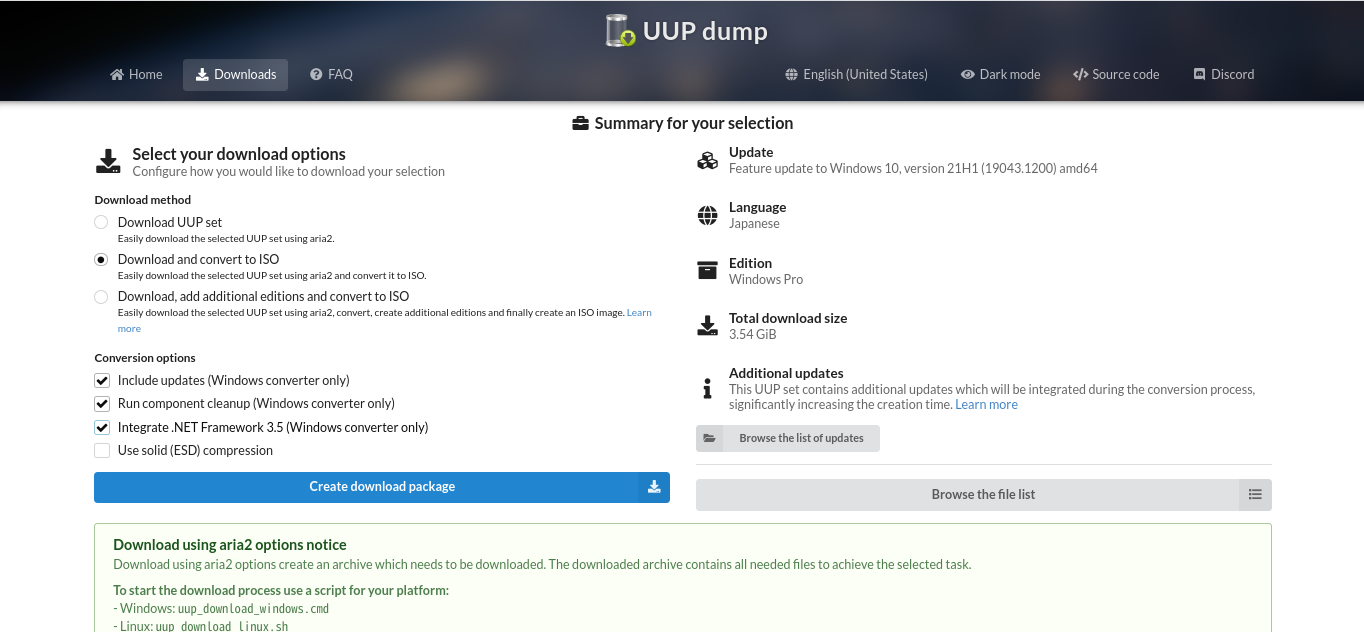 UUP dump
Home
Downloads
FAQ
English (United States)
Dark mode
Source code
Discord
Summary for your selection
Select your download options
Configure how you would like to download your selection
Download method
Download UUP set
Easily download the selected UUP set using aria2.
Download and convert to ISO
Easily download the selected UUP set using aria2 and convert it to ISO.
Download, add additional editions and convert to ISO
Easily download the selected UUP set using aria2, convert, create additional editions and finally create an ISO image. Learn
more
Conversion options
Include updates (Windows converter only)
Run component cleanup (Windows converter only)
Integrate .NET Framework 3.5 (Windows converter only)
Use solid (ESD) compression
Create download package
Update
Feature update to Windows 10, version 21H1 (19043.1200) amd64
Language
Japanese
Edition
Windows Pro
Total download size
3.54 GiB
Additional updates
This UUP set contains additional updates which will be integrated during the conversion process,
significantly increasing the creation time. Learn more
Browse the list of updates
Browse the file list
Download using aria2 options notice
Download using aria2 options create an archive which needs to be downloaded. The downloaded archive contains all needed files to achieve the selected task.
To start the download process use a script for your platform:
- Windows: uup_download_windows.cmd
- Linux: uup_download_linux.sh